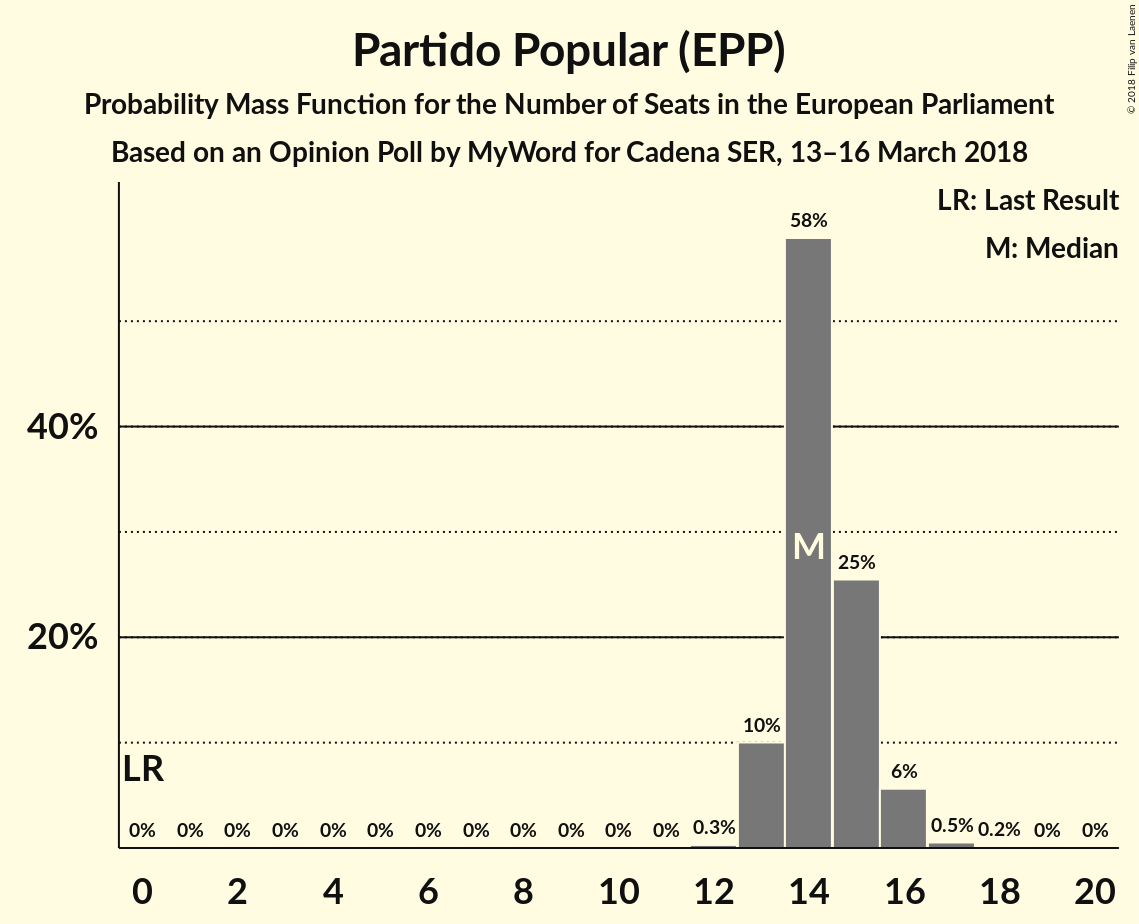 Partido Popular (EPP)
Probability Mass Function for the Number of Seats in the European Parliament
Based on an Opinion Poll by MyWord for Cadena SER, 13–16 March 2018
© 2018 Filip van Laenen
LR: Last Result
M: Median
58%
40%
M
25%
20%
10%
LR
6%
0% 0% 0% 0% 0% 0% 0% 0% 0% 0% 0% 0% 0.3% 0.5% 0.2% 0% 0%
0 2 4 6 8 10 12 14 16 18 20